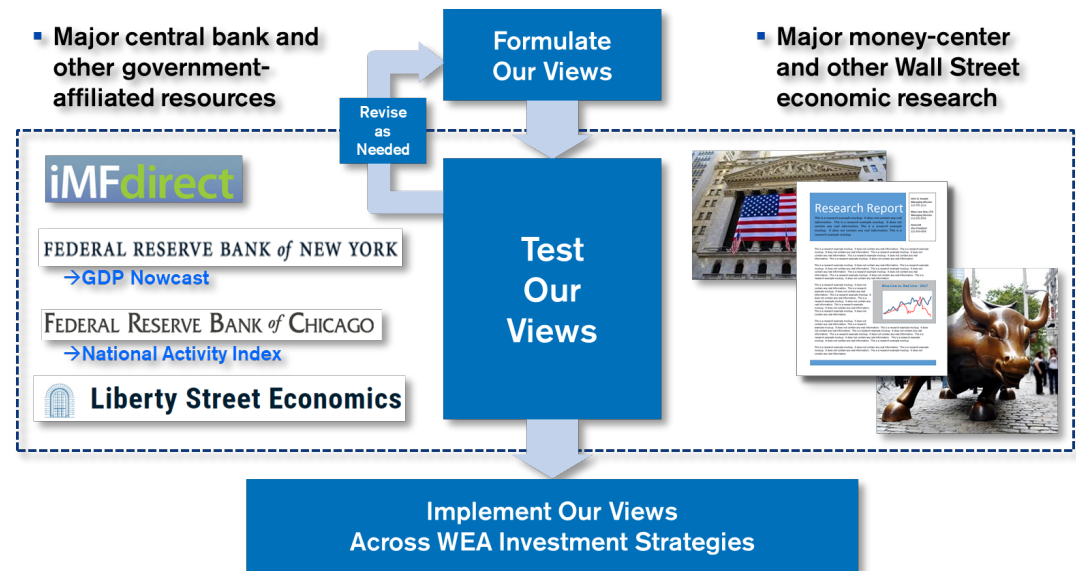 ▪ Major central bank and
other government-
affiliated resources
Formulate
Our Views
▪ Major money-center
and other Wall Street
economic research
Revise
as
Needed
iMFdirect
FEDERAL RESERVE BANK of NEW YORK
→GDP Nowcast
FEDERAL RESERVE BANK of CHICAGO
→National Activity Index
Liberty Street Economics
Test
Our
Views
Research Report
Implement Our Views
Across WEA Investment Strategies